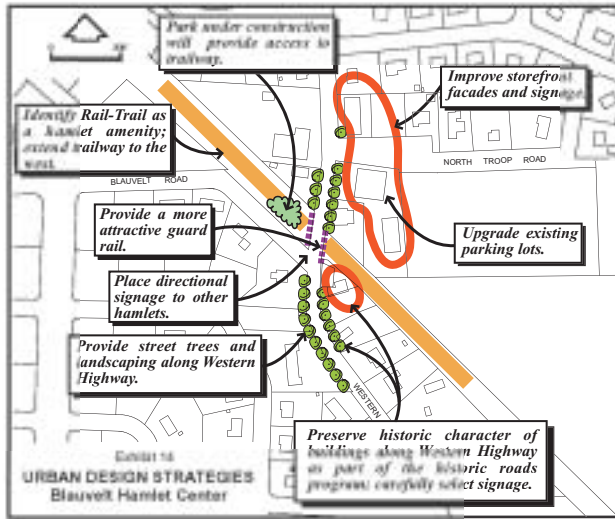 Park under construction
will provide access to
trailway.
Improve storefront
facades and signage.
Identify Rail-Trail as
a hamlet amenity;
extend trailway to the
west.
NORTH TROOP ROAD
BLAUVELT ROAD
Provide a more
attractive guard
rail.
Upgrade existing
parking lots.
Place directional
signage to other
hamlets.
Provide street trees and
landscaping along Western
Highway.
WESTERN
Preserve historic character of
buildings along Western Highway
as part of the historic roads
program; carefully select signage.
Exhibit 14
URBAN DESIGN STRATEGIES
Blauvelt Hamlet Center